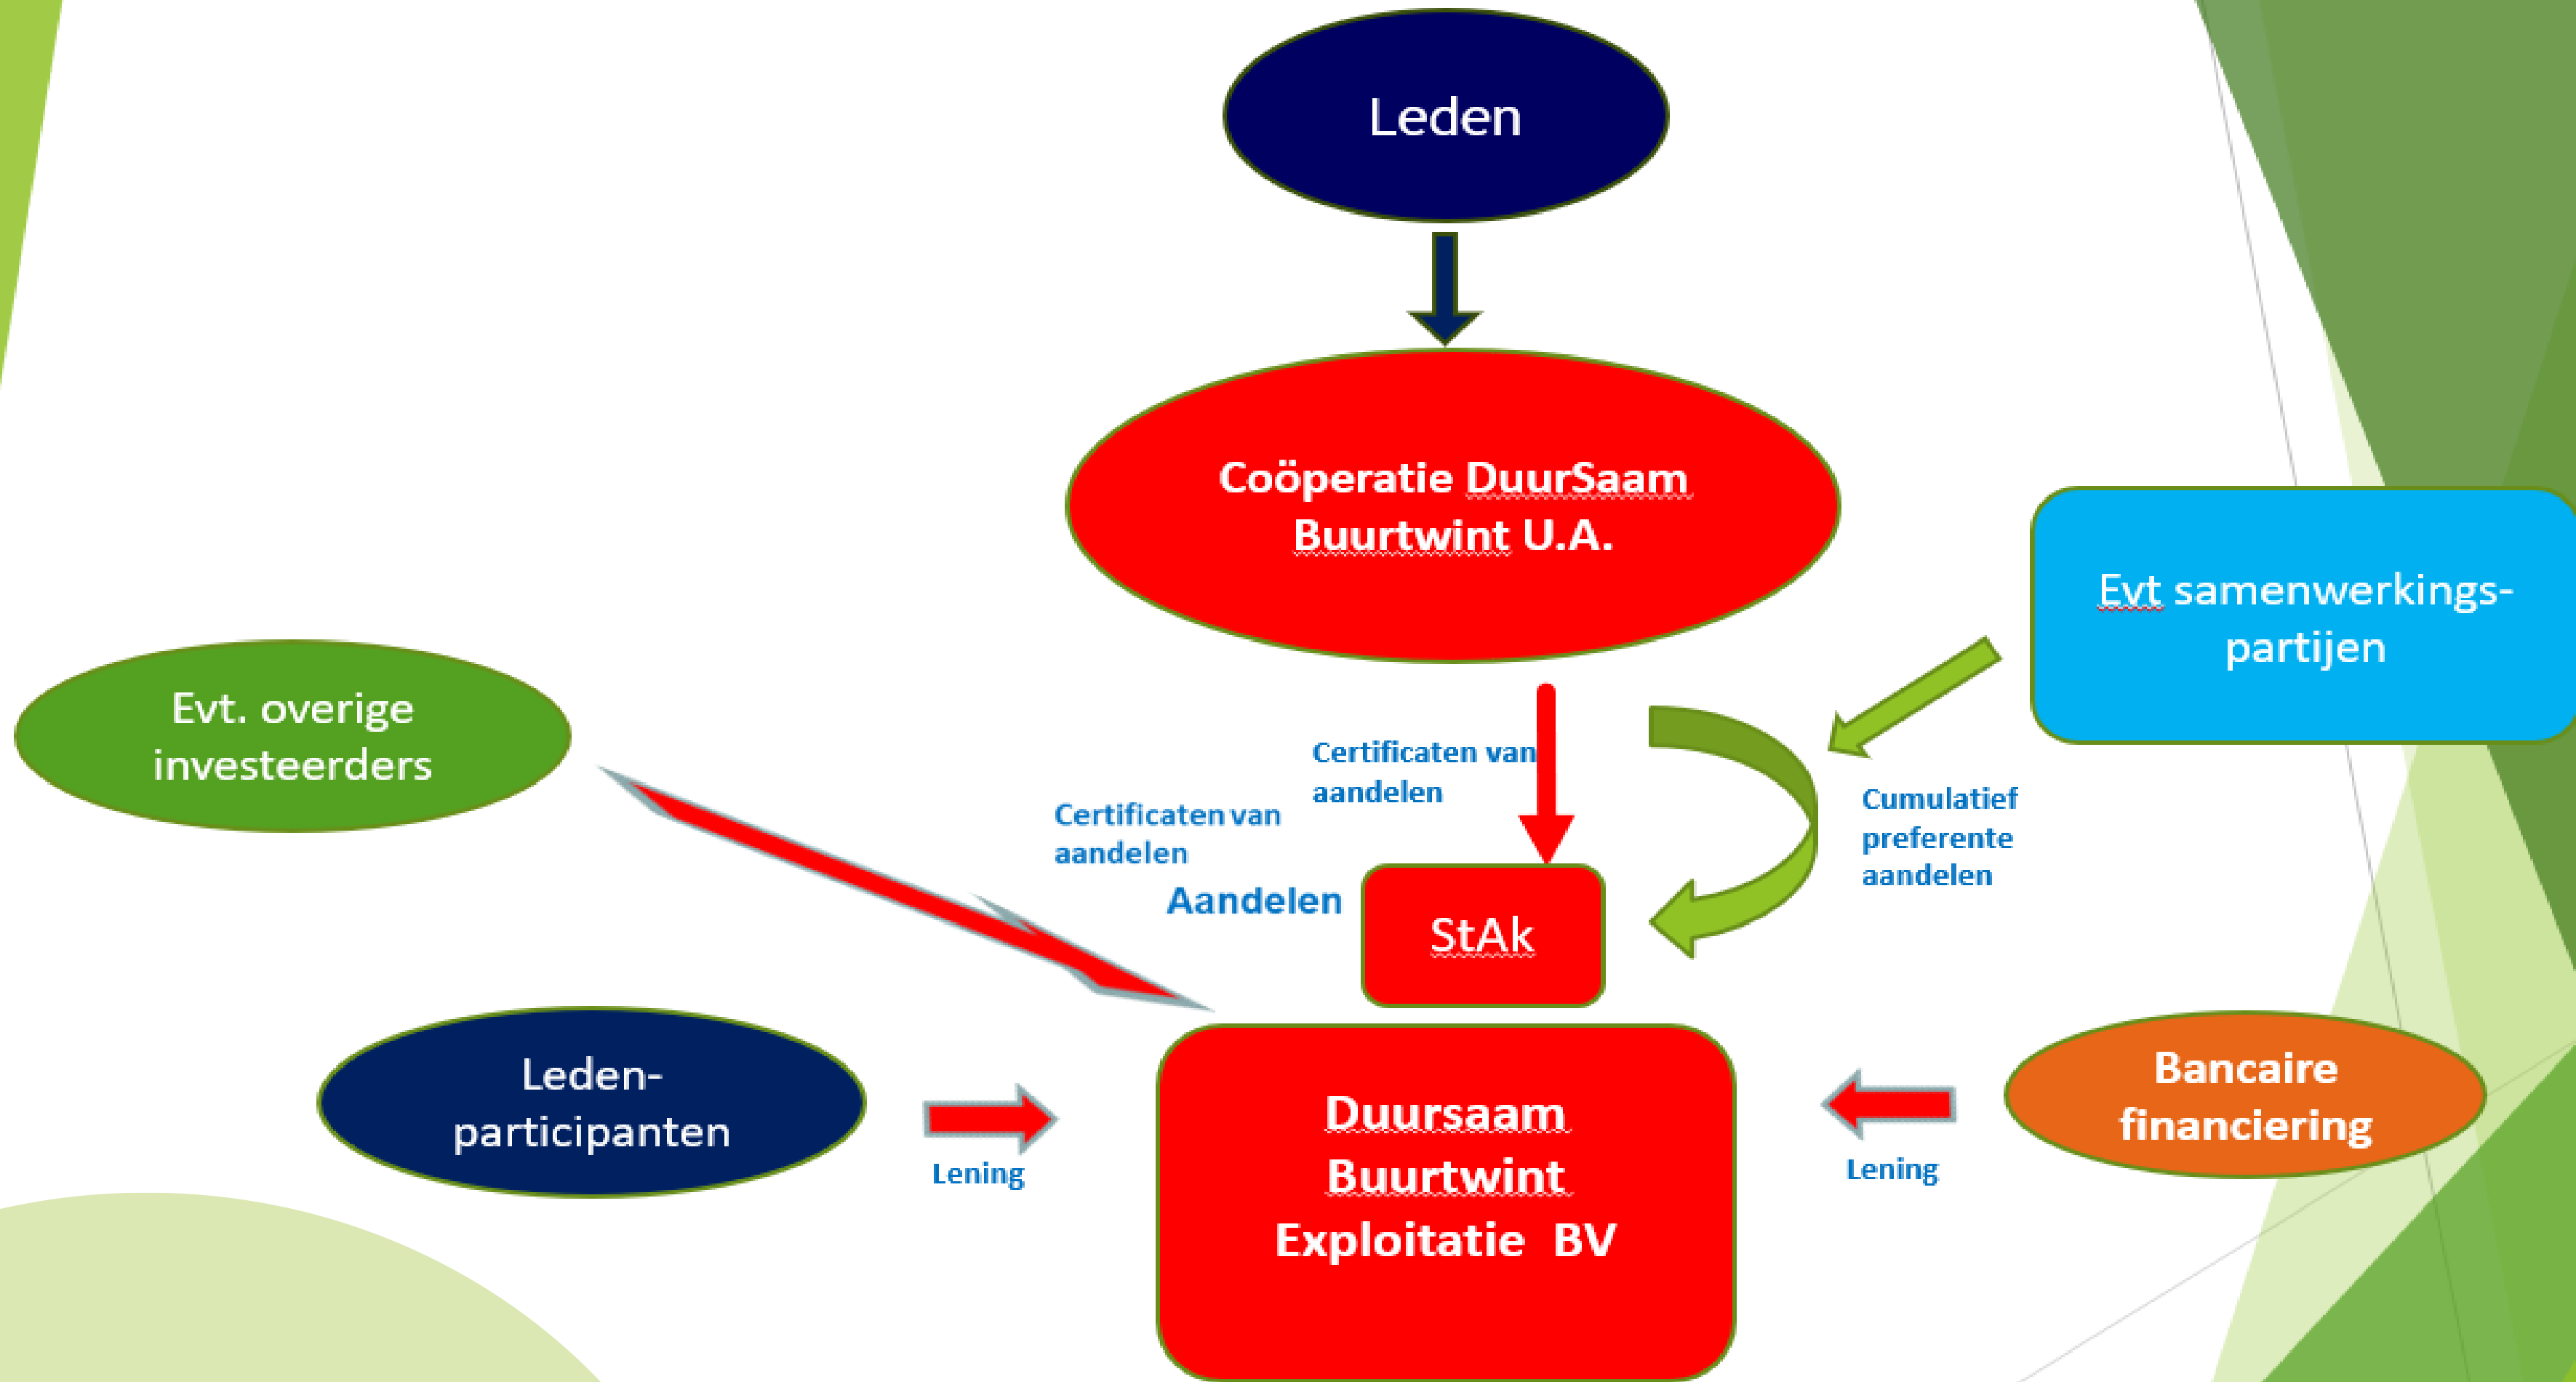 Leden
Coöperatie DuurSaam
Buurtwint U.A.
Evt samenwerkings-
partijen
Evt. overige
investeerders
Certificaten van
aandelen
Certificaten van
aandelen
Cumulatief
preferente
aandelen
Aandelen
StAk
Leden-
participanten
Lening
Duursaam
Buurtwint
Exploitatie BV
Bancaire
financiering
Lening